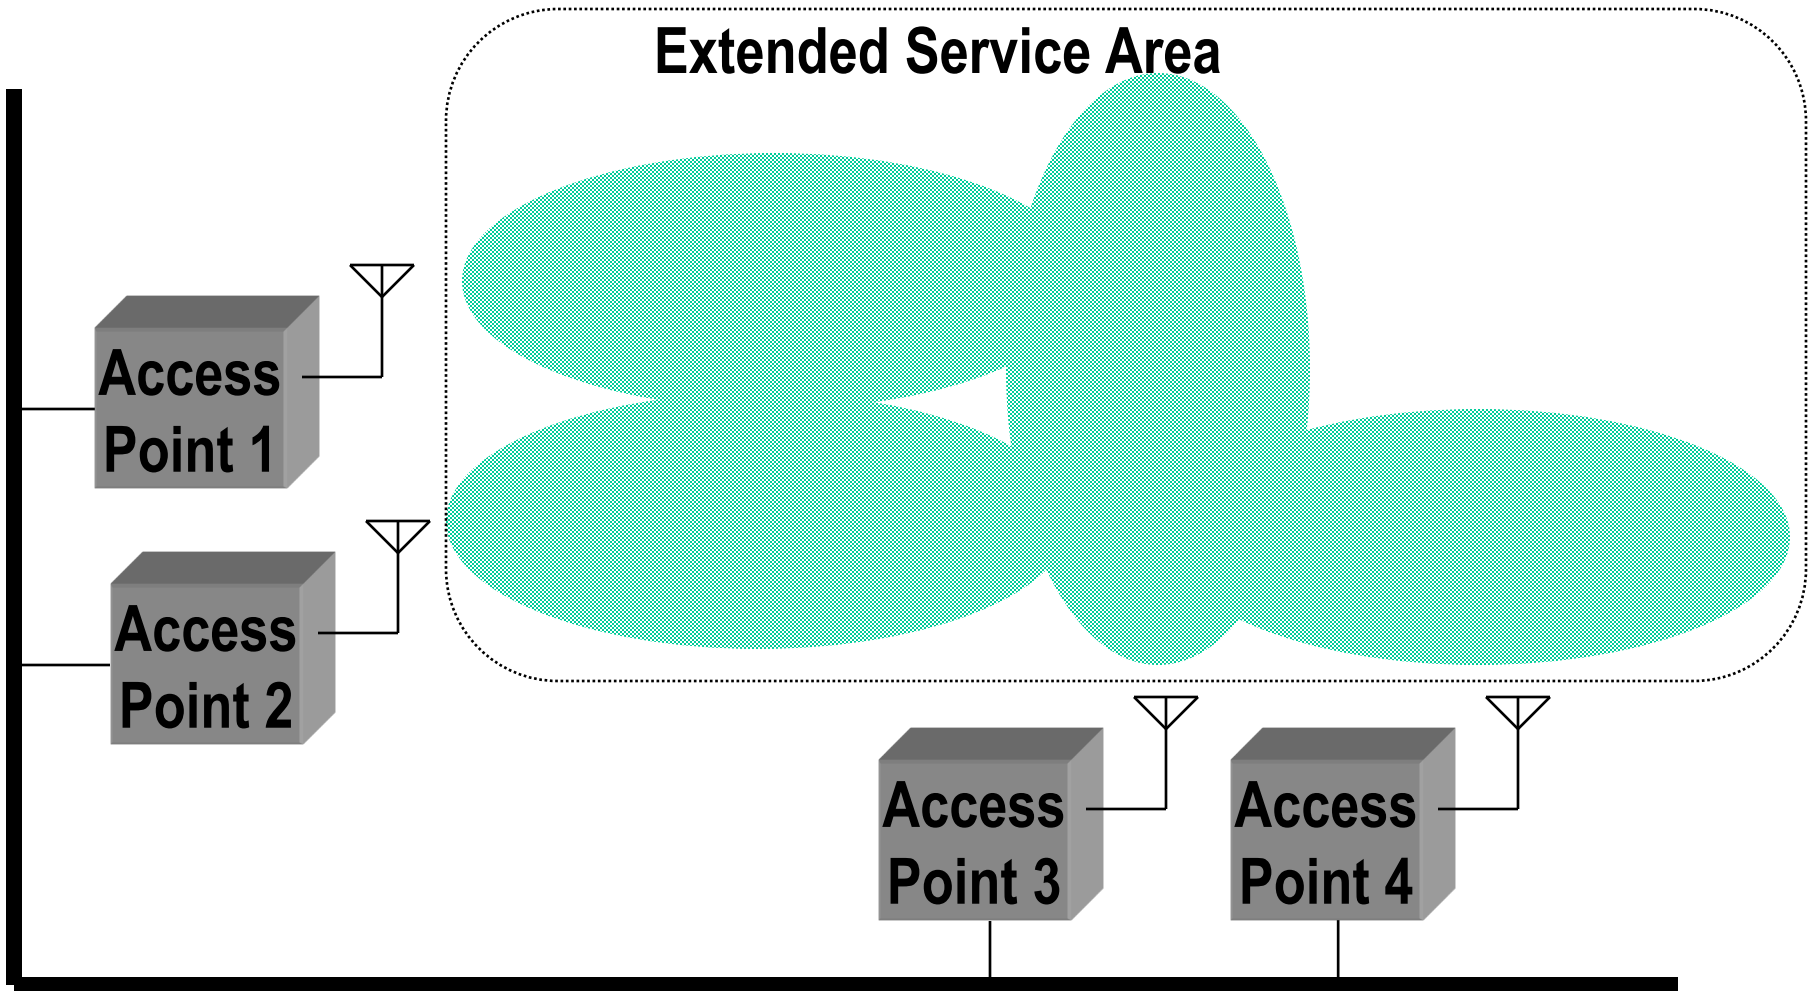 Extended Service Area
Access
Point 1
Access
Point 2
Access
Point 3
Access
Point 4